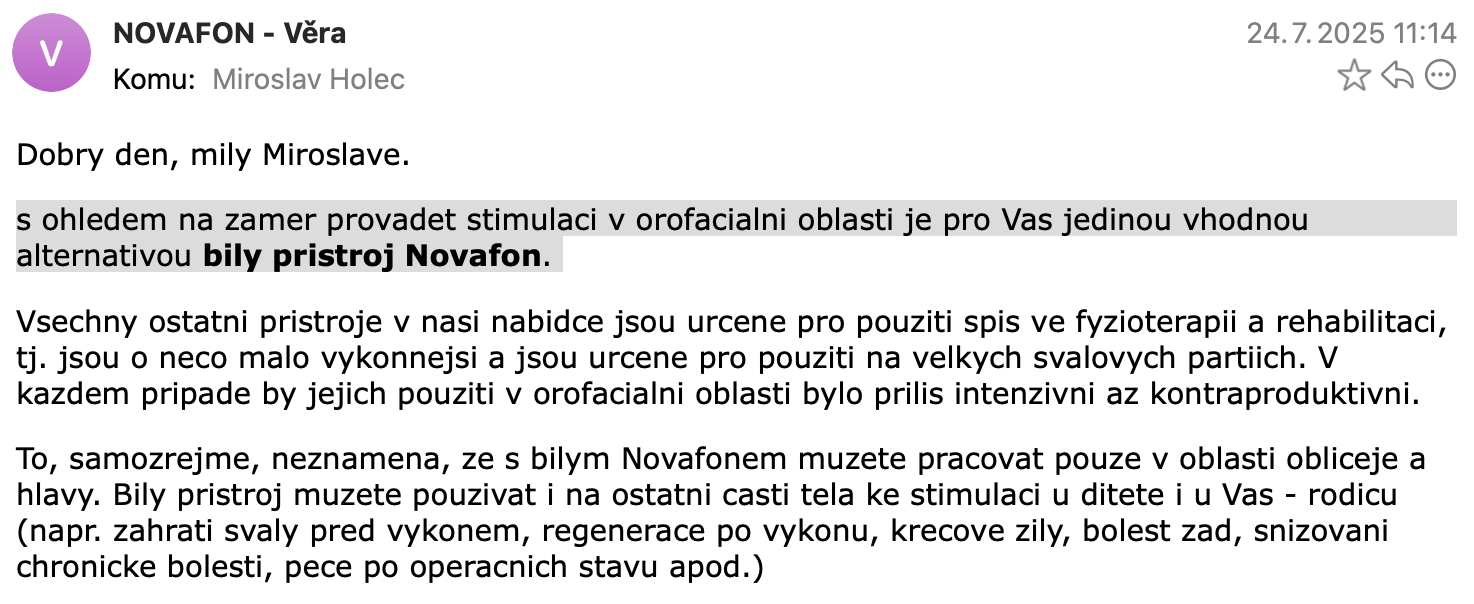 V
NOVAFON - Věra
24. 7. 2025 11:14
Komu: Miroslav Holec
Dobry den, mily Miroslave.
s ohledem na zamer provadet stimulaci v orofacialni oblasti je pro Vas jedinou vhodnou
alternativou bily pristroj Novafon.
Vsechny ostatni pristroje v nasi nabidce jsou urcene pro pouziti spis ve fyzioterapii a rehabilitaci,
tj. jsou o neco malo vykonnejsi a jsou urcene pro pouziti na velkych svalovych partiich. V
kazdem pripade by jejich pouziti v orofacialni oblasti bylo prilis intenzivni az kontraproduktivni.
To, samozrejme, neznamena, ze s bilym Novafonem muzete pracovat pouze v oblasti obliceje a
hlavy. Bily pristroj muzete pouzivat i na ostatni casti tela ke stimulaci u ditete i u Vas - rodicu
(napr. zahrati svaly pred vykonem, regenerace po vykonu, krecove zily, bolest zad, snizovani
chronicke bolesti, pece po operacnich stavu apod.)